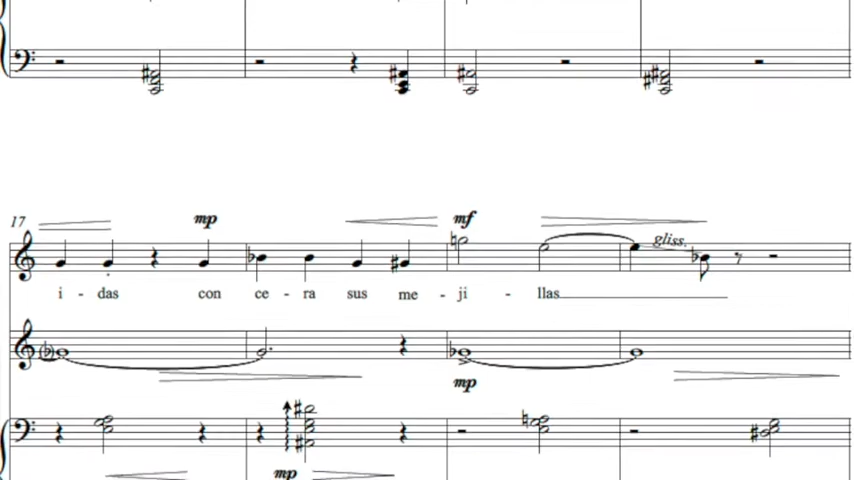 17
mp
mf
gliss.
i - das con ce - ra sus me - ji - llas
mp
mp